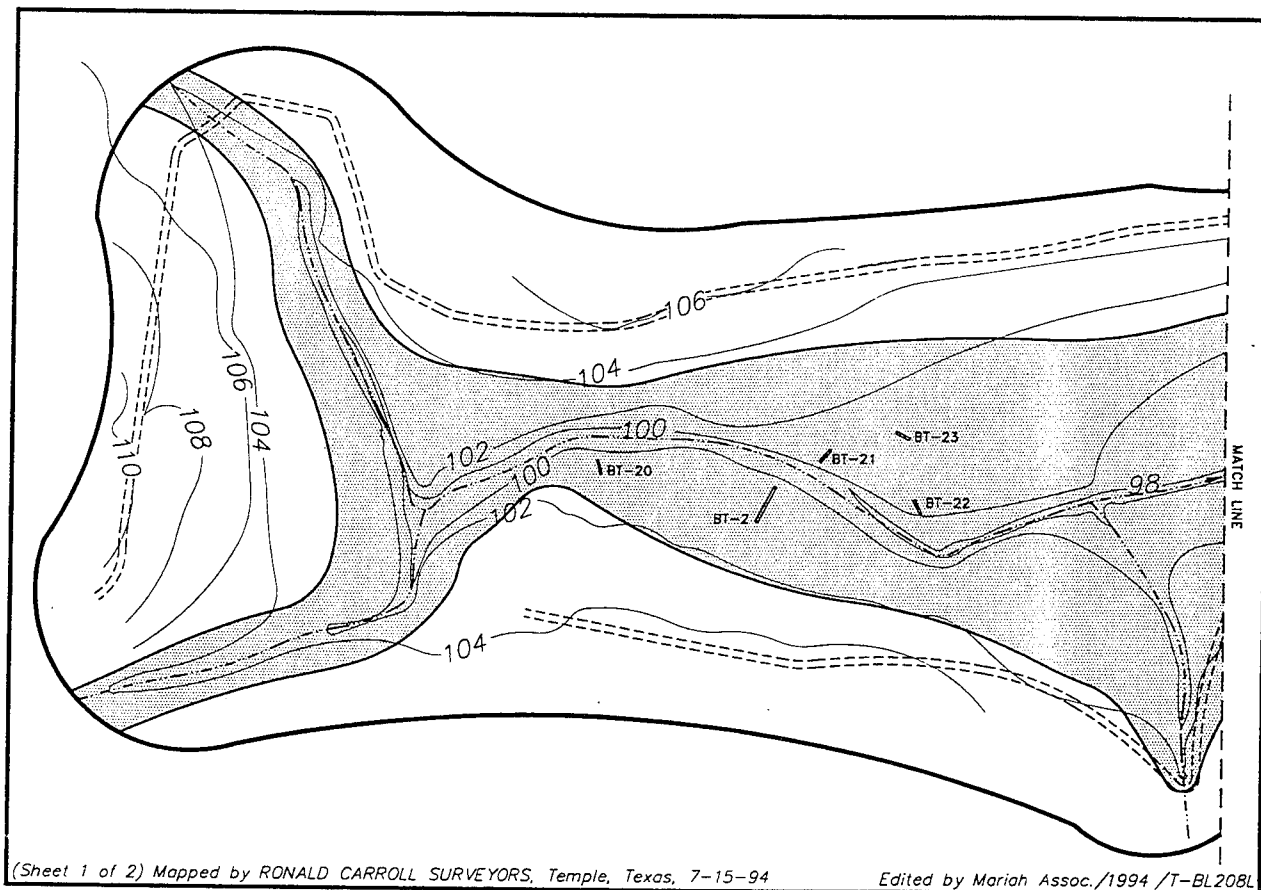 106
104
106
104
108
110
102
100
100
102
98
BT-23
BT-21
BT-20
BT-22
BT-2
104
MATCH LINE
(Sheet 1 of 2) Mapped by RONALD CARROLL SURVEYORS, Temple, Texas, 7-15-94
Edited by Mariah Assoc./1994 /T-BL208L